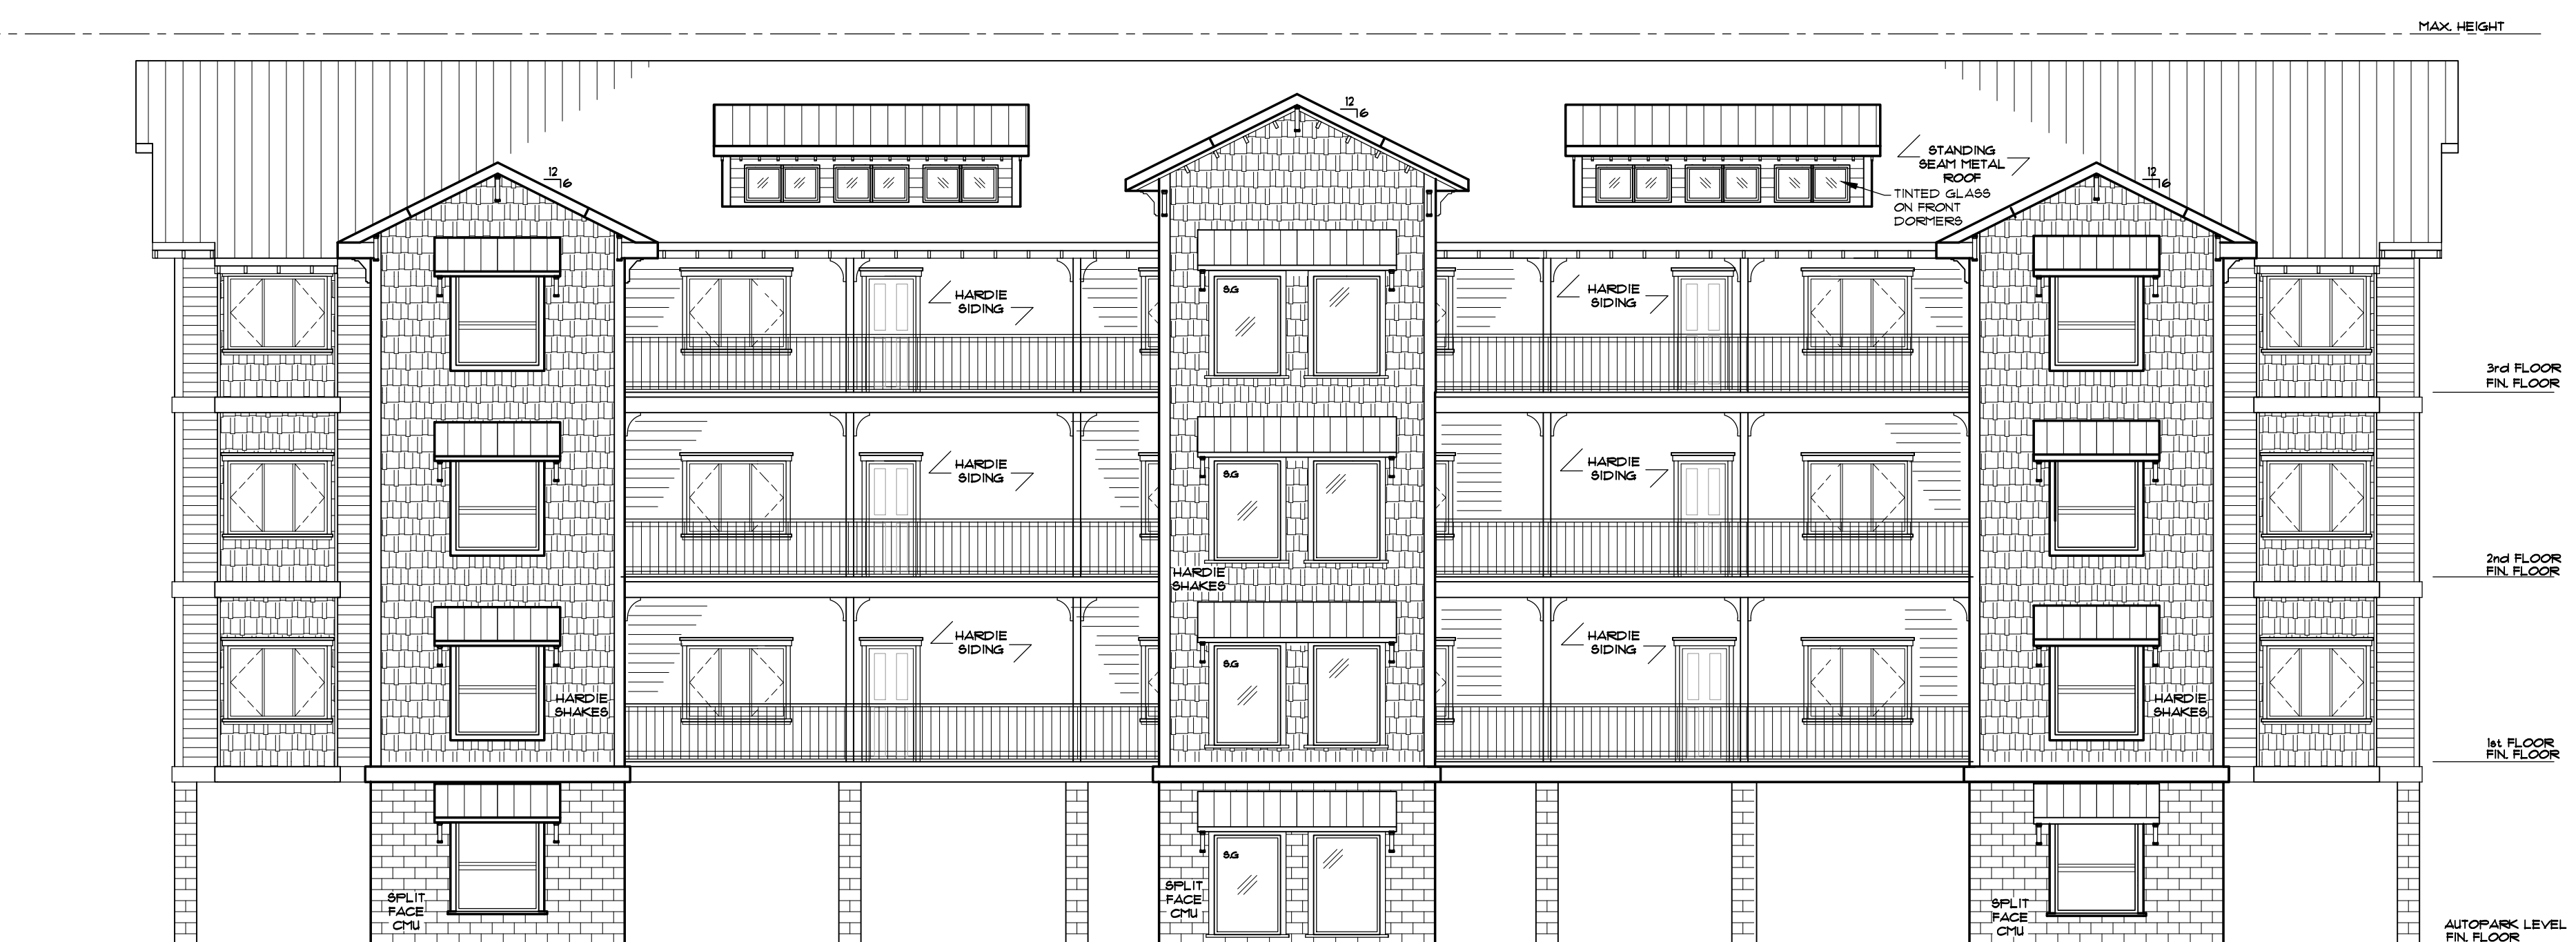 MAX. HEIGHT
12
6
12
6
12
6
STANDING
SEAM METAL
ROOF
TINTED GLASS
ON FRONT
DORMERS
S.G
HARDIE
SIDING
HARDIE
SIDING
3rd FLOOR
FIN. FLOOR
S.G
HARDIE
SIDING
HARDIE
SIDING
HARDIE
SHAKES
2nd FLOOR
FIN. FLOOR
S.G
HARDIE
SIDING
HARDIE
SIDING
HARDIE
SHAKES
HARDIE
SHAKES
1st FLOOR
FIN. FLOOR
S.G
SPLIT
FACE
CMU
SPLIT
FACE
CMU
SPLIT
FACE
CMU
AUTOPARK LEVEL
FIN. FLOOR